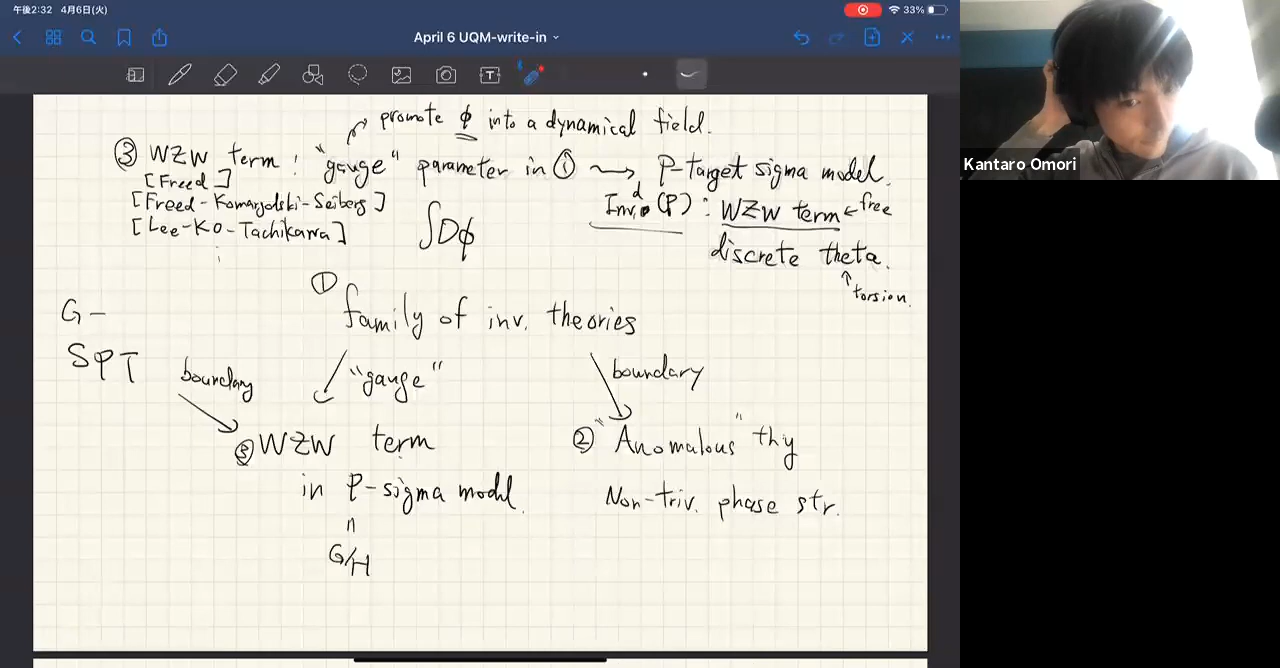 午後2:32 4月6日(火)
33%
April 6 UQM-write-in
Kantaro Omori
promote ϕ into a dynamical field.
③ WZW term : "gauge" parameter in ① ⇝ P-target sigma model.
[Freed]
[Freed-Komargodski-Seiberg]
[Lee-Ko-Tachikawa]
∫Dϕ
(P) : WZW term ← free
discrete theta.
↑ torsion.
①
family of inv. theories
G-
SPT
boundary
"gauge"
boundary
③ WZW term
in P-sigma model.
=
G/H
② "Anomalous" thy
Non-triv. phase str.